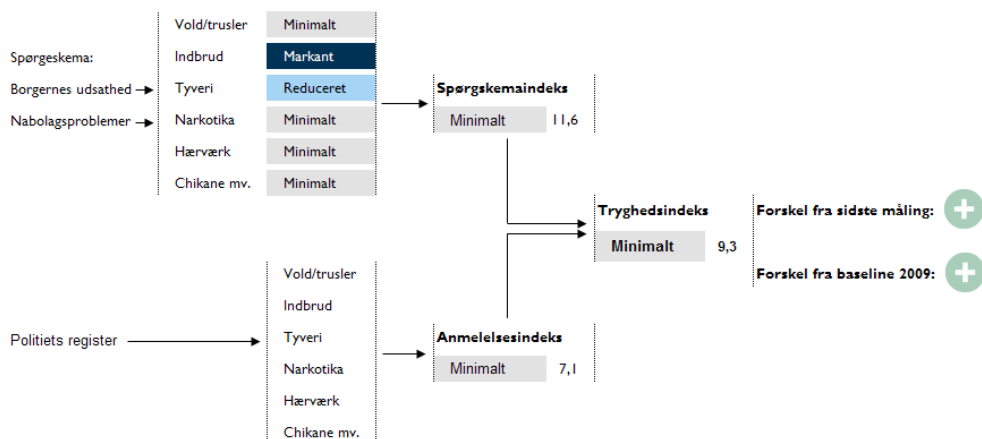 Vold/trusler Minimalt
Spørgeskema: Indbrud Markant
Borgernes udsathed Tyveri Reduceret
Nabolagsproblemer Narkotika Minimalt
Hærværk Minimalt
Chikane mv. Minimalt
Spørgskemaindeks
Minimalt 11,6
Tryghedsindeks
Minimalt 9,3
Forskel fra sidste måling:
Forskel fra baseline 2009:
Politiets register
Vold/trusler
Indbrud
Tyveri
Narkotika
Hærværk
Chikane mv.
Anmelelsesindeks
Minimalt 7,1